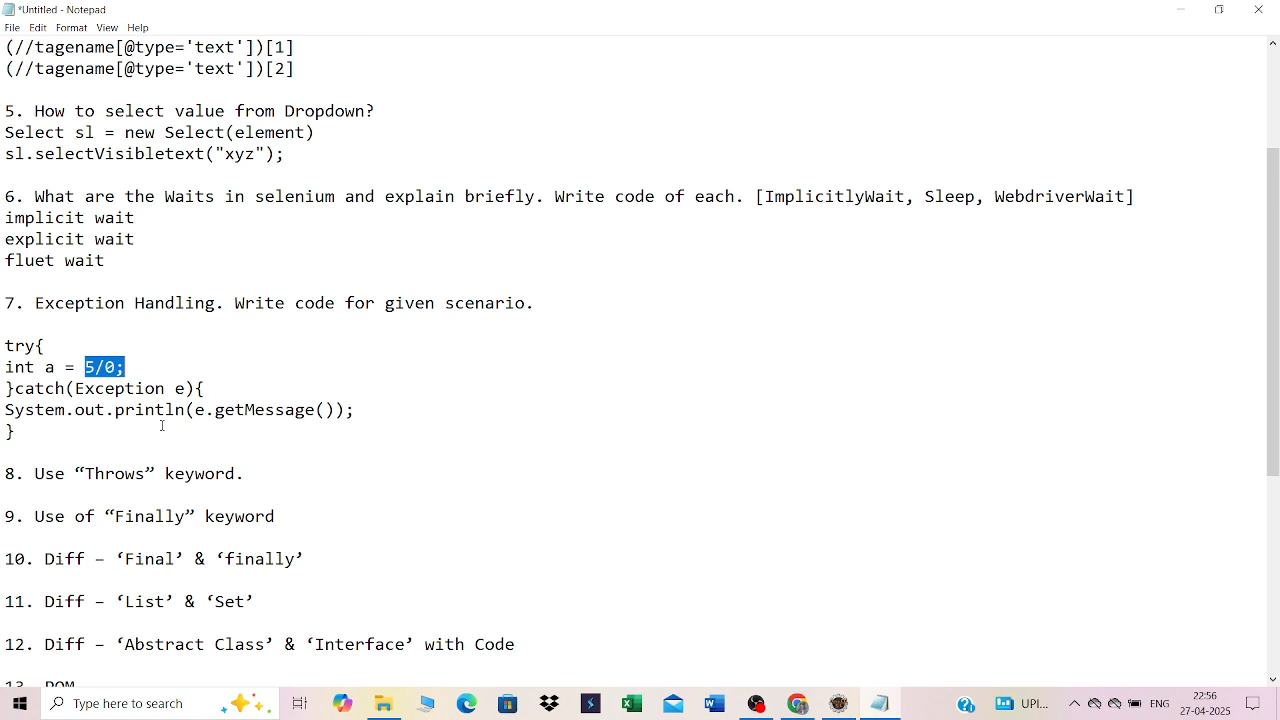 *Untitled - Notepad
File Edit Format View Help
(//tagename[@type='text'])[1]
(//tagename[@type='text'])[2]
5. How to select value from Dropdown?
Select sl = new Select(element)
sl.selectVisibletext("xyz");
6. What are the Waits in selenium and explain briefly. Write code of each. [ImplicitlyWait, Sleep, WebdriverWait]
implicit wait
explicit wait
fluet wait
7. Exception Handling. Write code for given scenario.
try{
int a = 5/0;
}catch(Exception e){
System.out.println(e.getMessage());
}
8. Use “Throws” keyword.
9. Use of “Finally” keyword
10. Diff – ‘Final’ & ‘finally’
11. Diff – ‘List’ & ‘Set’
12. Diff – ‘Abstract Class’ & ‘Interface’ with Code
13. POM
Type here to search
UPL...
ENG
22:56
27-04-2025